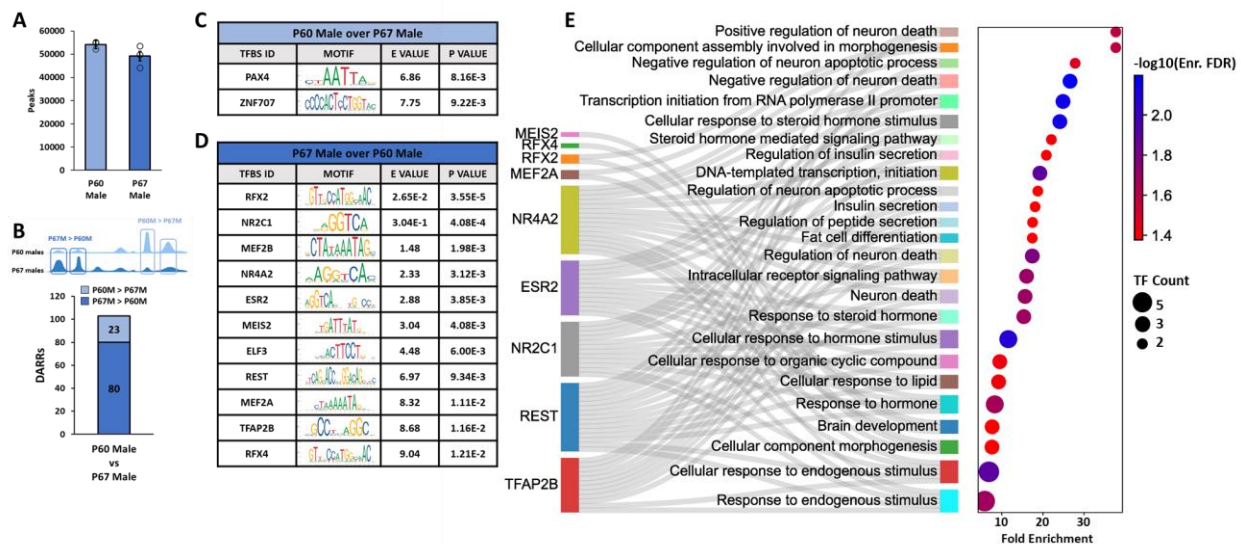 A
60000
50000
40000
30000
20000
10000
0
Peaks
P60
Male
P67
Male
B
P60M > P67M
P67M > P60M
P60 males
P67 males
P60M > P67M
P67M > P60M
120
100
80
60
40
20
0
DARRs
23
80
P60 Male
vs
P67 Male
C
P60 Male over P67 Male
TFBS ID MOTIF E VALUE P VALUE
PAX4 6.86 8.16E-3
ZNF707 7.75 9.22E-3
D
P67 Male over P60 Male
TFBS ID MOTIF E VALUE P VALUE
RFX2 2.65E-2 3.55E-5
NR2C1 3.04E-1 4.08E-4
MEF2B 1.48 1.98E-3
NR4A2 2.33 3.12E-3
ESR2 2.88 3.85E-3
MEIS2 3.04 4.08E-3
ELF3 4.48 6.00E-3
REST 6.97 9.34E-3
MEF2A 8.32 1.11E-2
TFAP2B 8.68 1.16E-2
RFX4 9.04 1.21E-2
E
MEIS2
RFX4
RFX2
MEF2A
NR4A2
ESR2
NR2C1
REST
TFAP2B
Positive regulation of neuron death
Cellular component assembly involved in morphogenesis
Negative regulation of neuron apoptotic process
Negative regulation of neuron death
Transcription initiation from RNA polymerase II promoter
Cellular response to steroid hormone stimulus
Steroid hormone mediated signaling pathway
Regulation of insulin secretion
DNA-templated transcription, initiation
Regulation of neuron apoptotic process
Insulin secretion
Regulation of peptide secretion
Fat cell differentiation
Regulation of neuron death
Intracellular receptor signaling pathway
Neuron death
Response to steroid hormone
Cellular response to hormone stimulus
Cellular response to organic cyclic compound
Cellular response to lipid
Response to hormone
Brain development
Cellular component morphogenesis
Cellular response to endogenous stimulus
Response to endogenous stimulus
10 20 30
Fold Enrichment
-log10(Enr. FDR)
2.0
1.8
1.6
1.4
TF Count
5
3
2